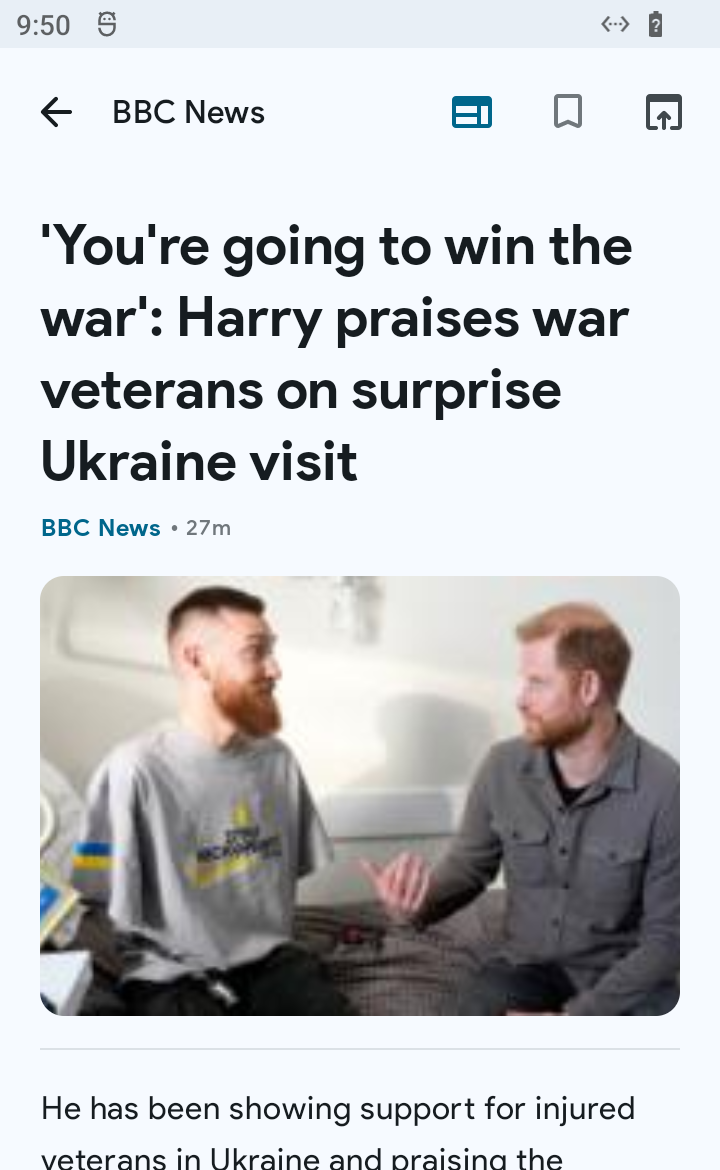 9:50
BBC News
'You're going to win the
war': Harry praises war
veterans on surprise
Ukraine visit
BBC News • 27m
He has been showing support for injured
veterans in Ukraine and praising the